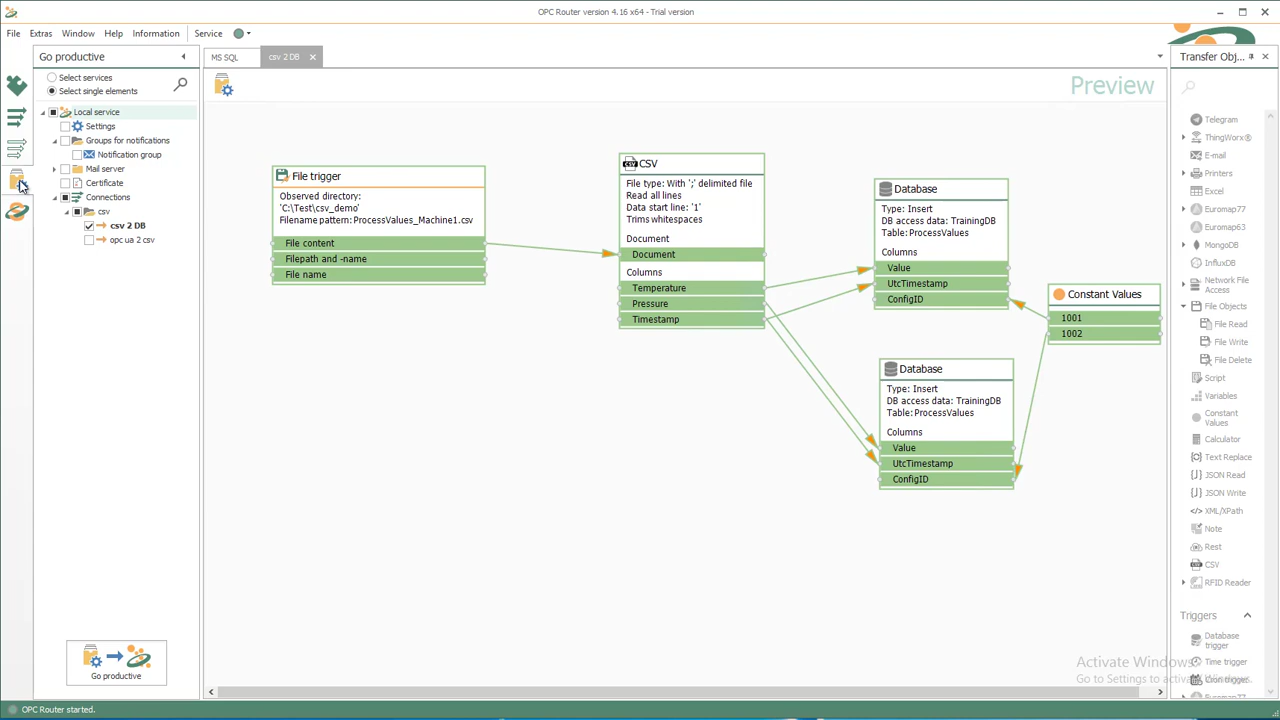 OPC Router version 4.16 x64 - Trial version
File Extras Window Help Information Service
Go productive
MS SQL
csv 2 DB
Transfer Obj...
Select services
Select single elements
Preview
Local service
Settings
Groups for notifications
Notification group
Mail server
Certificate
Connections
csv
csv 2 DB
opc ua 2 csv
Go productive
File trigger
Observed directory:
'C:\Test\csv_demo'
Filename pattern: ProcessValues_Machine1.csv
File content
Filepath and -name
File name
CSV
File type: With ';' delimited file
Read all lines
Data start line: '1'
Trims whitespaces
Document
Document
Columns
Temperature
Pressure
Timestamp
Database
Type: Insert
DB access data: TrainingDB
Table: ProcessValues
Columns
Value
UtcTimestamp
ConfigID
Database
Type: Insert
DB access data: TrainingDB
Table: ProcessValues
Columns
Value
UtcTimestamp
ConfigID
Constant Values
1001
1002
Telegram
ThingWorx®
E-mail
Printers
Excel
Euromap77
Euromap63
MongoDB
InfluxDB
Network File
Access
File Objects
File Read
File Write
File Delete
Script
Variables
Constant
Values
Calculator
Text Replace
JSON Read
JSON Write
XML/XPath
Note
Rest
CSV
RFID Reader
Triggers
Database
trigger
Time trigger
Cron trigger
Activate Windows
Go to Settings to activate Windows.
OPC Router started.